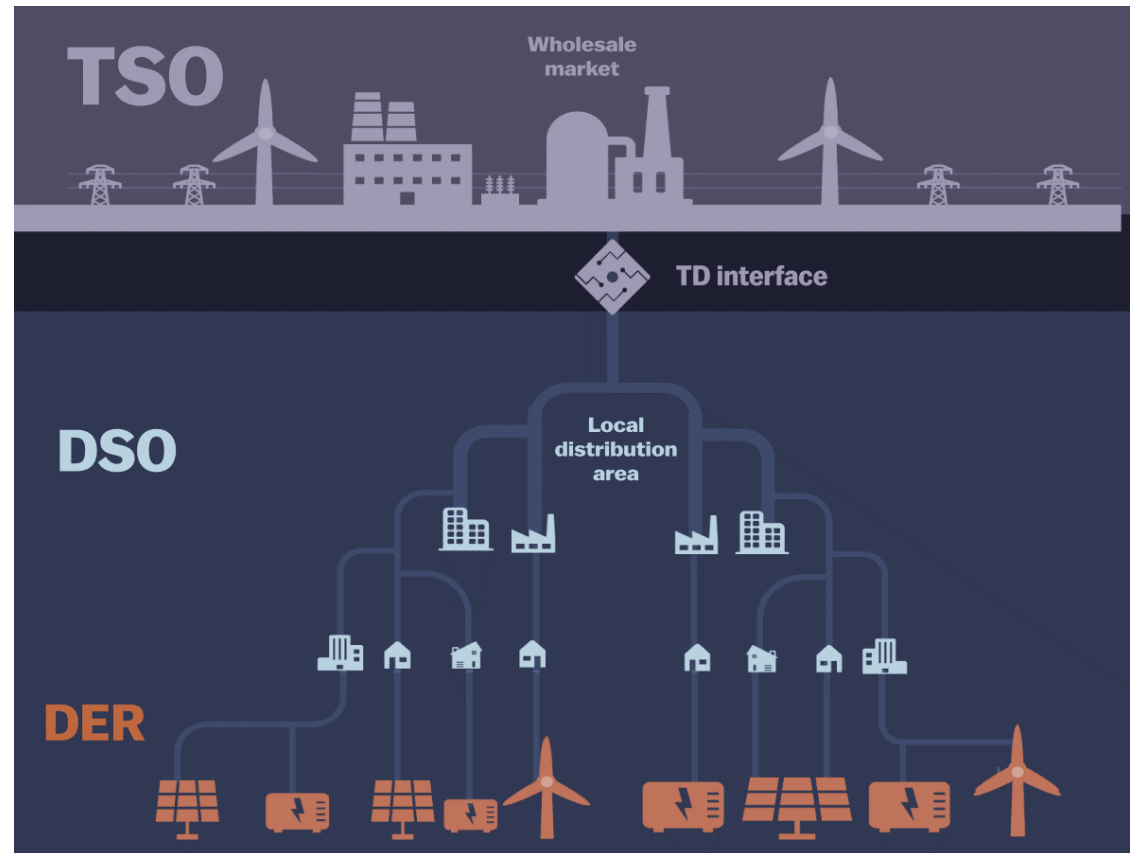 TSO
Wholesale
market
TD interface
DSO
Local
distribution
area
DER